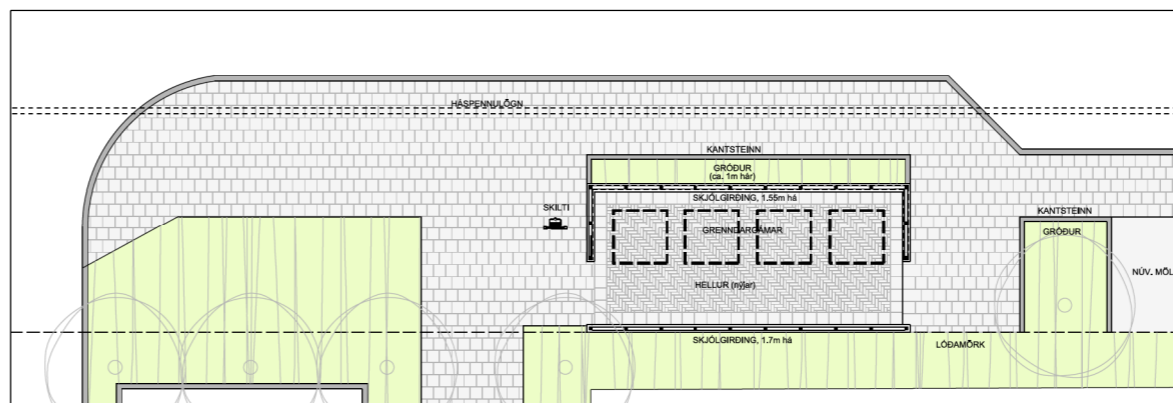 HÁSPENNULÖGN
KANTSTEINN
GRÓÐUR
(ca. 1m hár)
SKJÓLGIRÐING, 1.55m há
SKILTI
KANTSTEINN
GRENNDARGÁMAR
GRÓÐUR
NÚV. MÖL
HELLUR (nýjar)
SKJÓLGIRÐING, 1.7m há
LÓÐAMÖRK